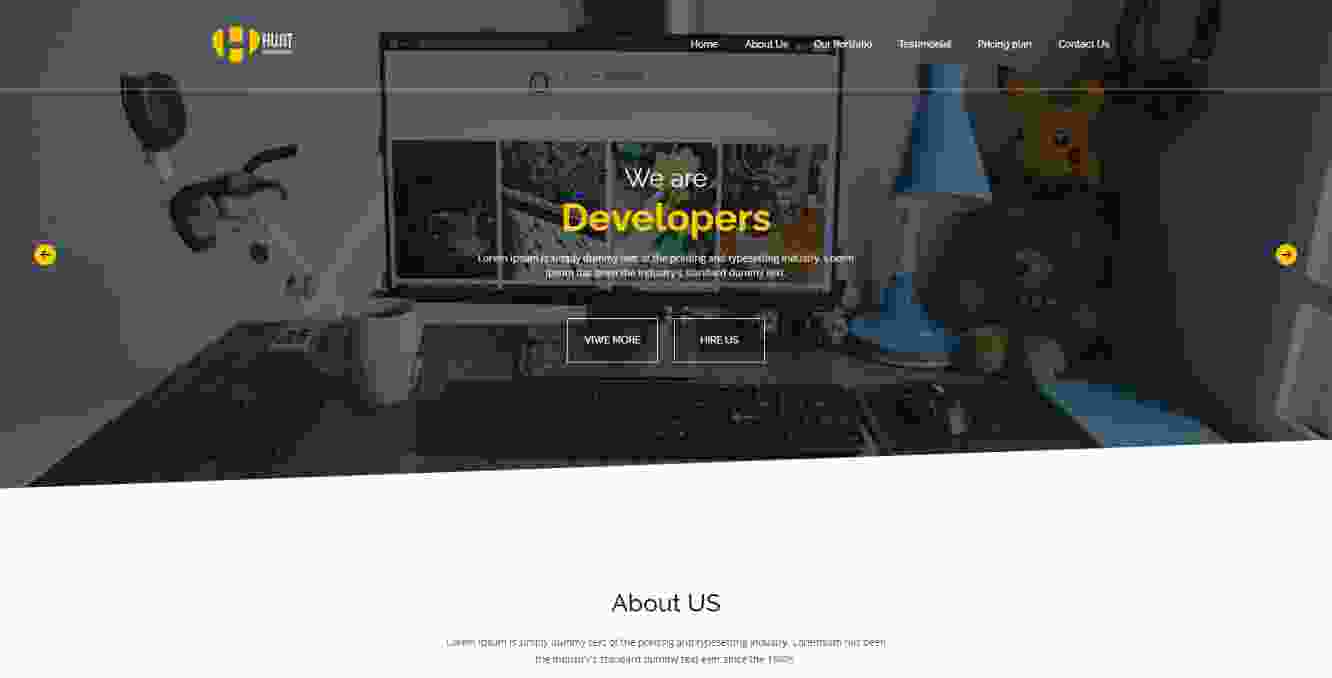 HUNT
Home About Us Our Portfolio Testimonial Pricing plan Contact Us
We are
Developers
Lorem Ipsum is simply dummy text of the printing and typesetting industry. Lorem
Ipsum has been the industry's standard dummy text.
VIWE MORE HIRE US
About US
Lorem Ipsum is simply dummy text of the printing and typesetting industry. has been
the industry's standard dummy text ever since the